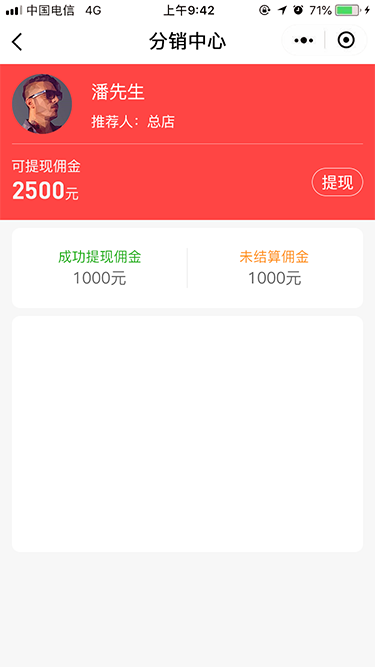 中国电信 4G 上午9:42 71%
分销中心
潘先生
推荐人：总店
可提现佣金
2500元
提现
成功提现佣金 未结算佣金
1000元 1000元